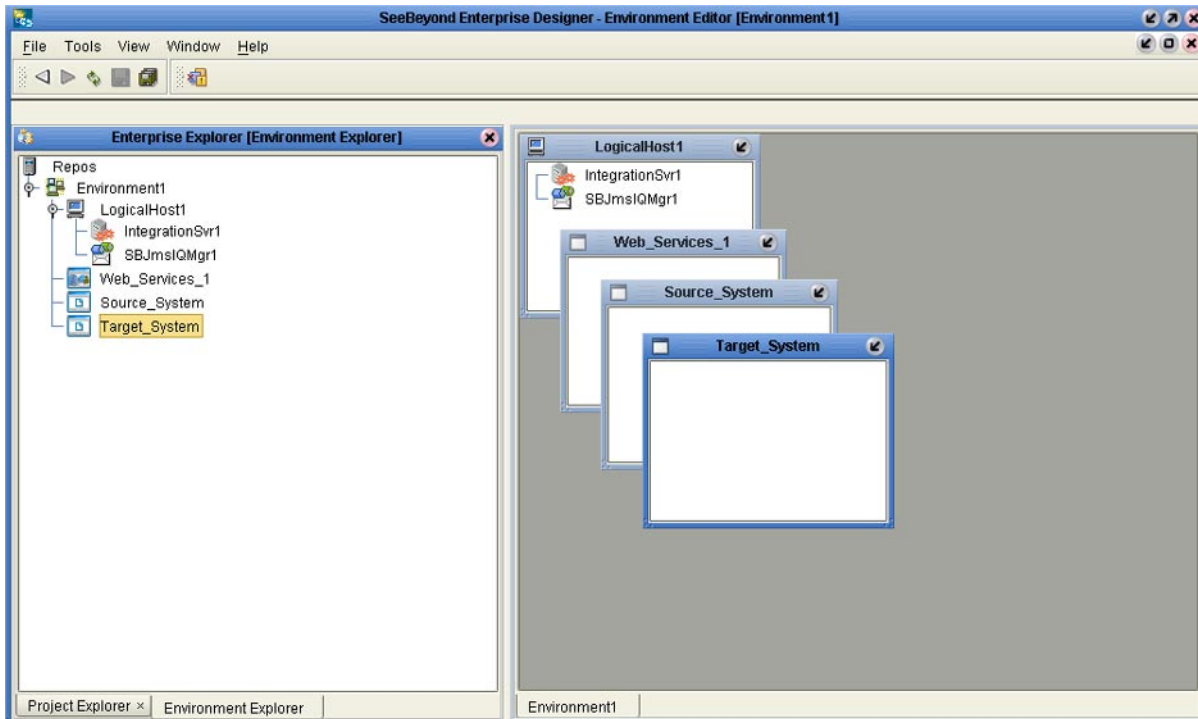 SeeBeyond Enterprise Designer - Environment Editor [Environment1]
File Tools View Window Help
Enterprise Explorer [Environment Explorer]
Repos
Environment1
LogicalHost1
IntegrationSvr1
SBJmsIQMgr1
Web_Services_1
Source_System
Target_System
Project Explorer × Environment Explorer
LogicalHost1
IntegrationSvr1
SBJmsIQMgr1
Web_Services_1
Source_System
Target_System
Environment1